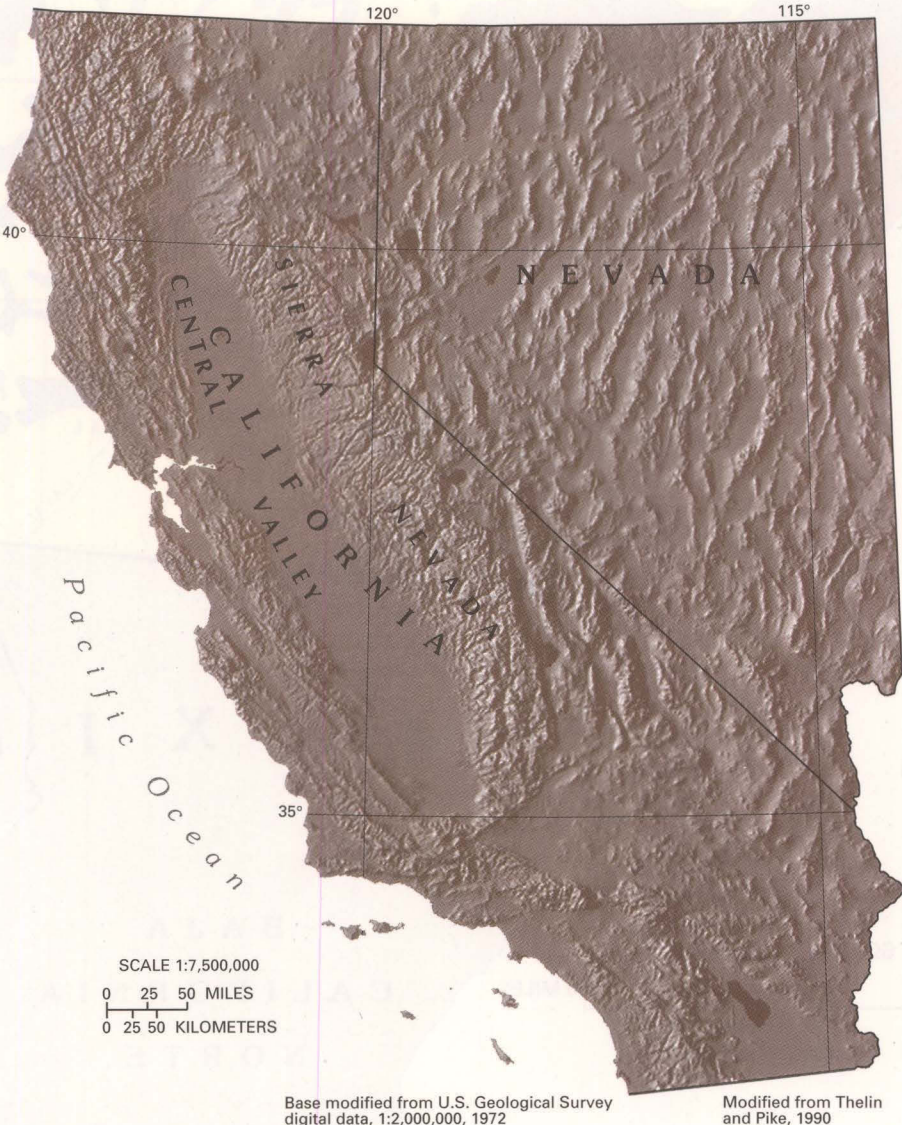 120°
115°
40°
SIERRA
NEVADA
CENTRAL
CALIFORNIA
VALLEY
NEVADA
Pacific Ocean
35°
SCALE 1:7,500,000
0 25 50 MILES
0 25 50 KILOMETERS
Base modified from U.S. Geological Survey
digital data, 1:2,000,000, 1972
Modified from Thelin
and Pike, 1990